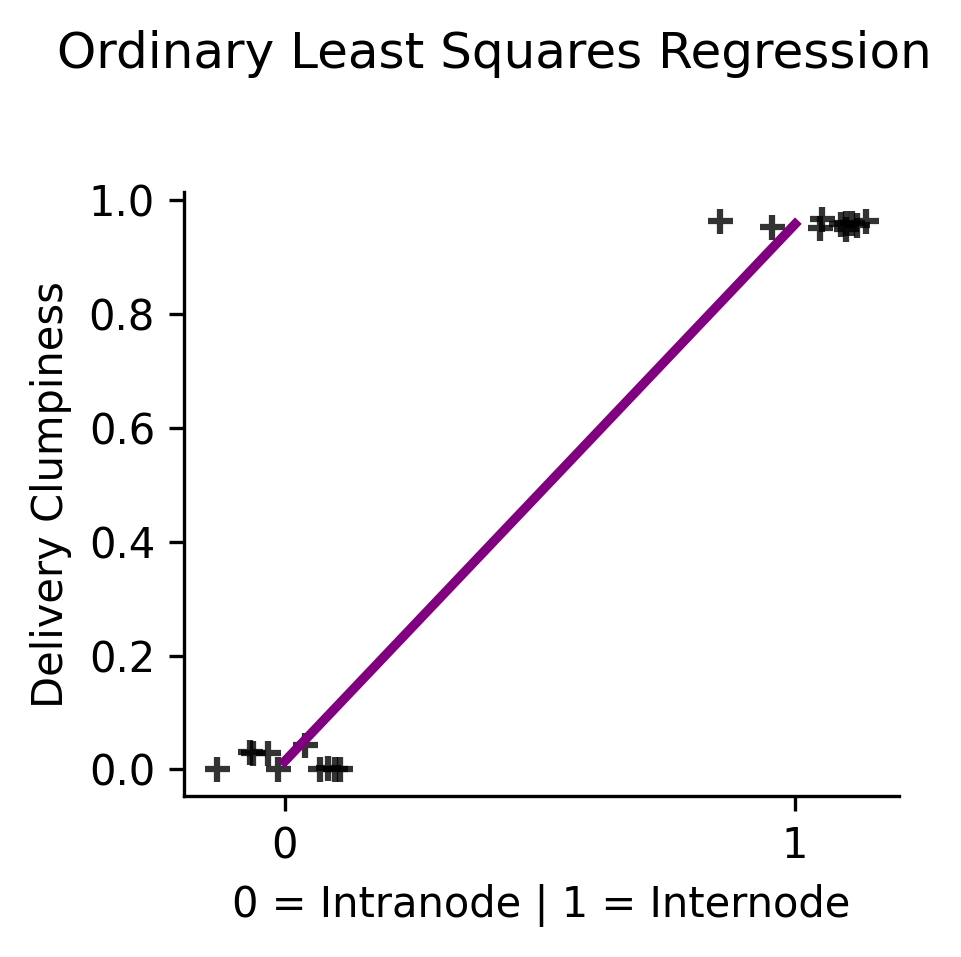 Ordinary Least Squares Regression
1.0
0.8
0.6
0.4
0.2
0.0
Delivery Clumpiness
0
1
0 = Intranode | 1 = Internode